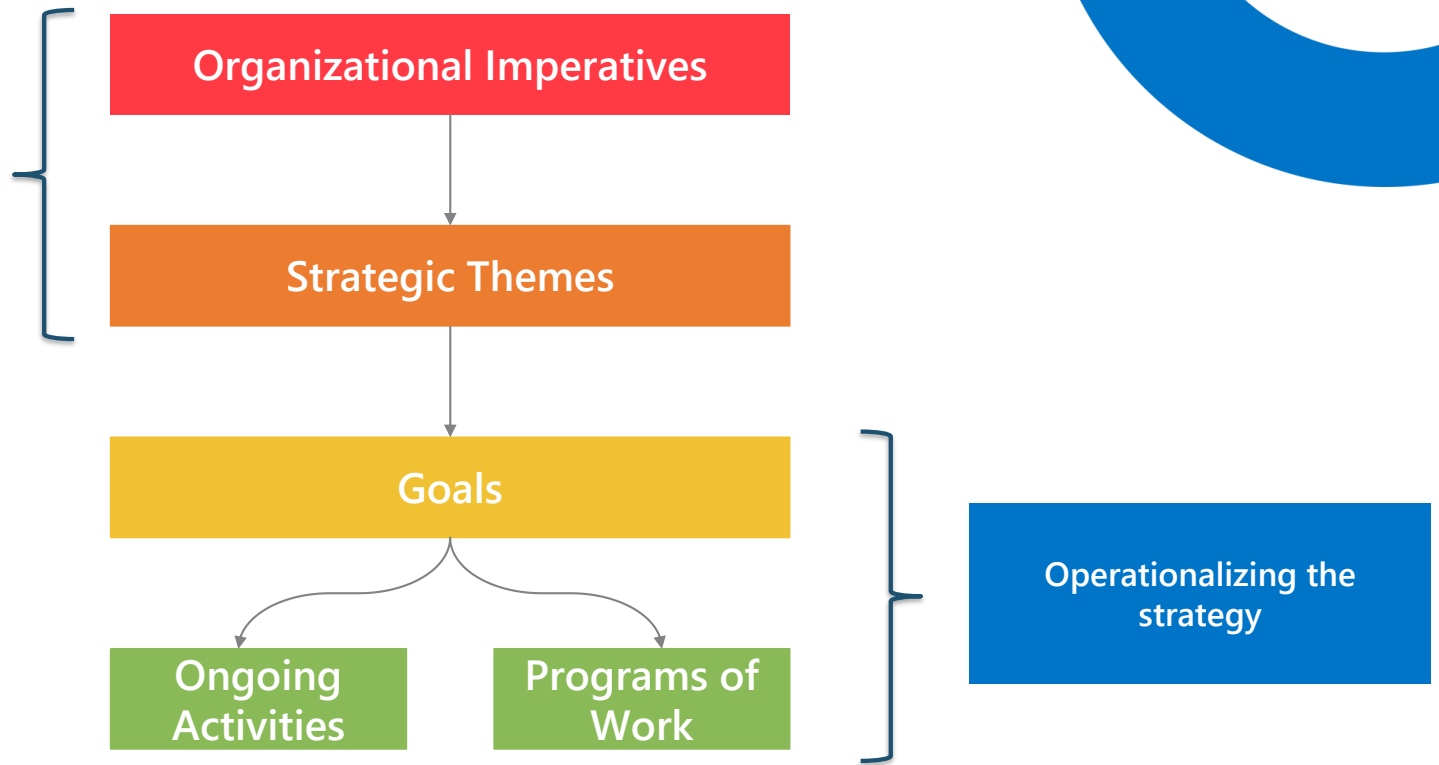 Organizational Imperatives
Strategic Themes
Goals
Operationalizing the
strategy
Ongoing
Activities
Programs of
Work